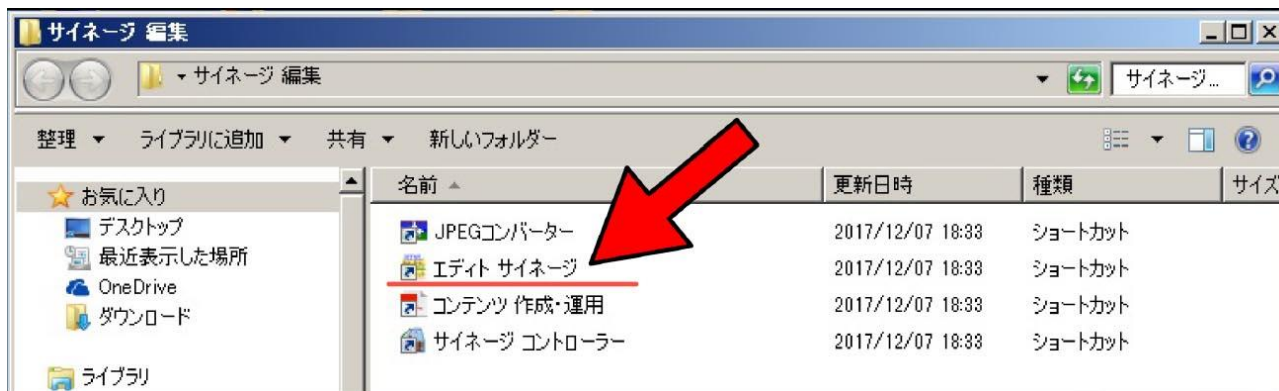 サイネージ 編集
サイネージ 編集 サイネージ...
整理 ライブラリに追加 共有 新しいフォルダー
お気に入り 名前 更新日時 種類 サイズ
デスクトップ JPEGコンバーター 2017/12/07 18:33 ショートカット
最近表示した場所 エディト サイネージ 2017/12/07 18:33 ショートカット
OneDrive コンテンツ 作成・運用 2017/12/07 18:33 ショートカット
ダウンロード サイネージ コントローラー 2017/12/07 18:33 ショートカット
ライブラリ